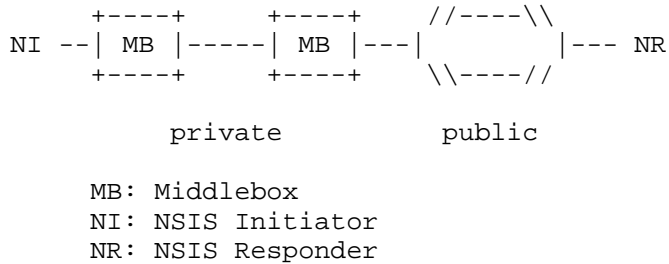 +----+     +----+     //----\\
NI --| MB |-----| MB |---|          |--- NR
     +----+     +----+     \\----//
private     public
MB: Middlebox
NI: NSIS Initiator
NR: NSIS Responder